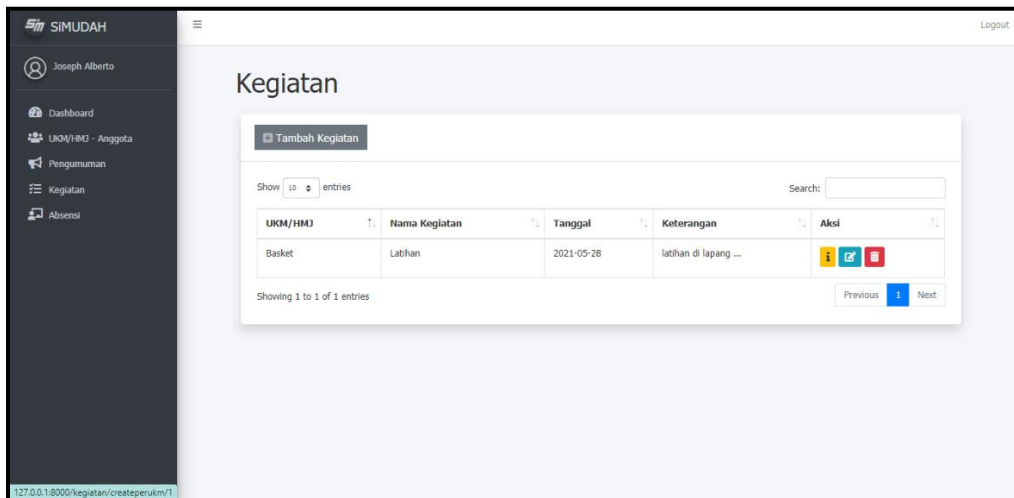 Sim SiMUDAH
Logout
Joseph Alberto
Dashboard
UKM/HMJ - Anggota
Pengumuman
Kegiatan
Absensi
Kegiatan
Tambah Kegiatan
Show 10 entries
Search:
UKM/HMJ Nama Kegiatan Tanggal Keterangan Aksi
Basket Latihan 2021-05-28 latihan di lapang ...
Showing 1 to 1 of 1 entries
Previous 1 Next
127.0.0.1:8000/kegiatan/createperukm/1